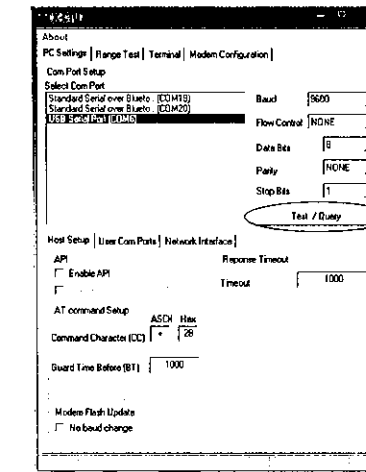 About
PC Settings Range Test Terminal Modem Configuration
Com Port Setup
Select Com Port
Standard Serial over Blueto.. (COM19)
Standard Serial over Blueto.. (COM20)
USB Serial Port (COM6)
Baud 9600
Flow Control NONE
Data Bits 8
Parity NONE
Stop Bits 1
Test / Query
Host Setup User Com Ports Network Interface
API
Enable API
Reponse Timeout
Timeout 1000
AT command Setup
ASCII Hex
Command Character (CC) + 2B
Guard Time Before (BT) 1000
Modem Flash Update
No baud change